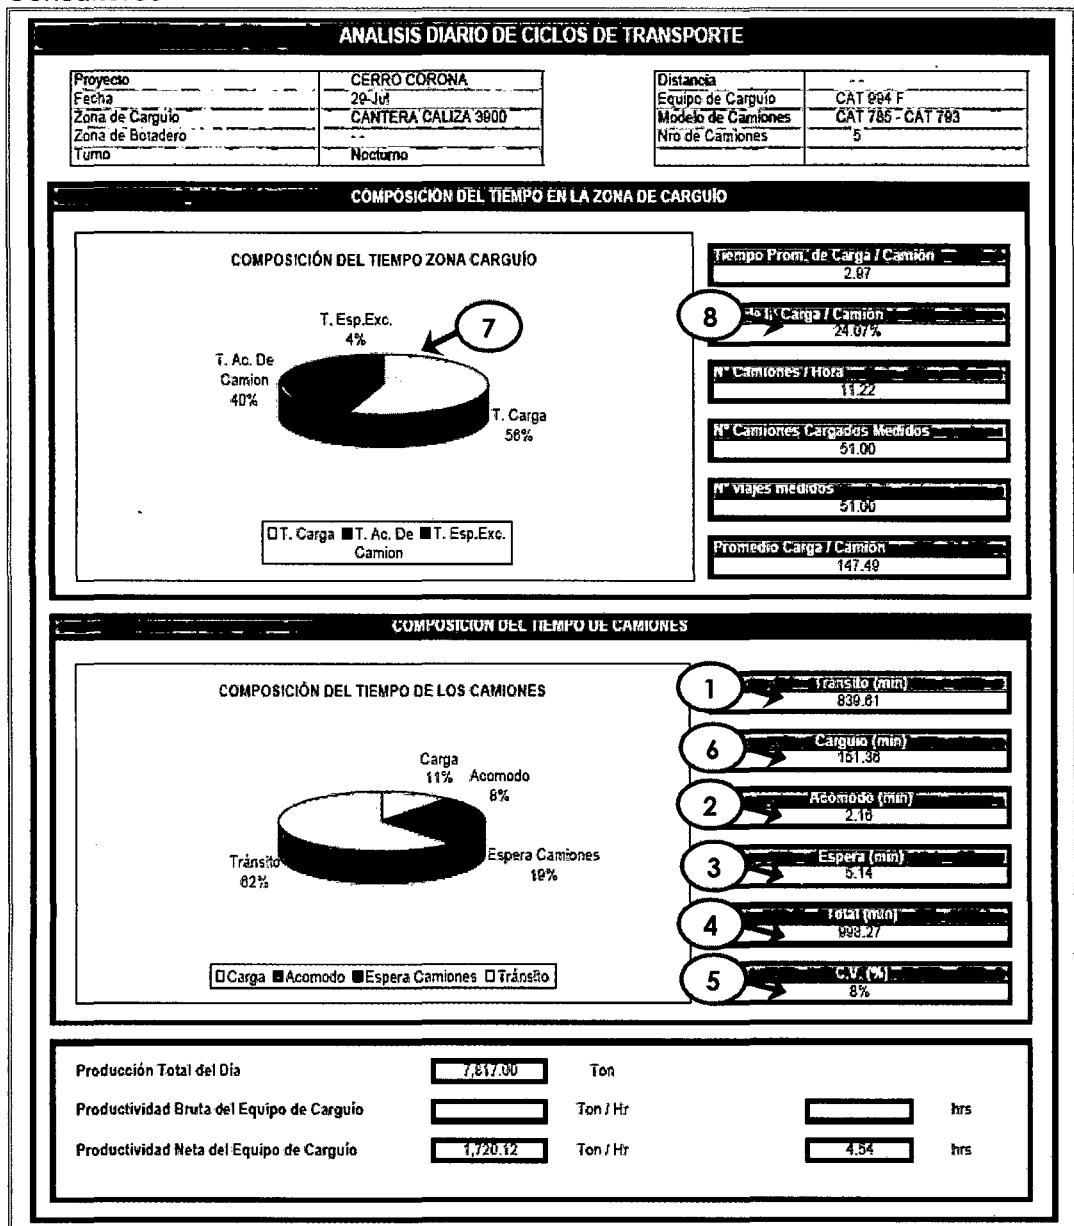 ANALISIS DIARIO DE CICLOS DE TRANSPORTE
Proyecto CERRO CORONA Distancia - -
Fecha 29-Jul Equipo de Carguío CAT 994 F
Zona de Carguío CANTERA CALIZA 3900 Modelo de Camiones CAT 785 - CAT 793
Zona de Botadero - - Nro de Camiones 5
Turno Nocturno
COMPOSICIÓN DEL TIEMPO EN LA ZONA DE CARGUÍO
COMPOSICIÓN DEL TIEMPO ZONA CARGUÍO
T. Esp.Exc.
4%
7
T. Ac. De
Camion
40%
T. Carga
56%
T. Carga T. Ac. De T. Esp.Exc.
Camion
Tiempo Prom. de Carga / Camión
2.97
8
Carga / Camión
24.07%
N° Camiones / Hora
11.22
N° Camiones Cargados Medidos
51.00
N° viajes medidos
51.00
Promedio Carga / Camión
147.49
COMPOSICIÓN DEL TIEMPO DE CAMIONES
COMPOSICIÓN DEL TIEMPO DE LOS CAMIONES
Carga
11%
Acomodo
8%
Espera Camiones
19%
Tránsito
62%
Carga Acomodo Espera Camiones Tránsito
1
Tránsito (min)
839.61
6
Carguío (min)
151.36
2
Acomodo (min)
2.16
3
Espera (min)
5.14
4
Total (min)
998.27
5
C.V. (%)
8%
Producción Total del Día 7,817.00 Ton
Productividad Bruta del Equipo de Carguío Ton / Hr hrs
Productividad Neta del Equipo de Carguío 1,720.12 Ton / Hr 4.54 hrs